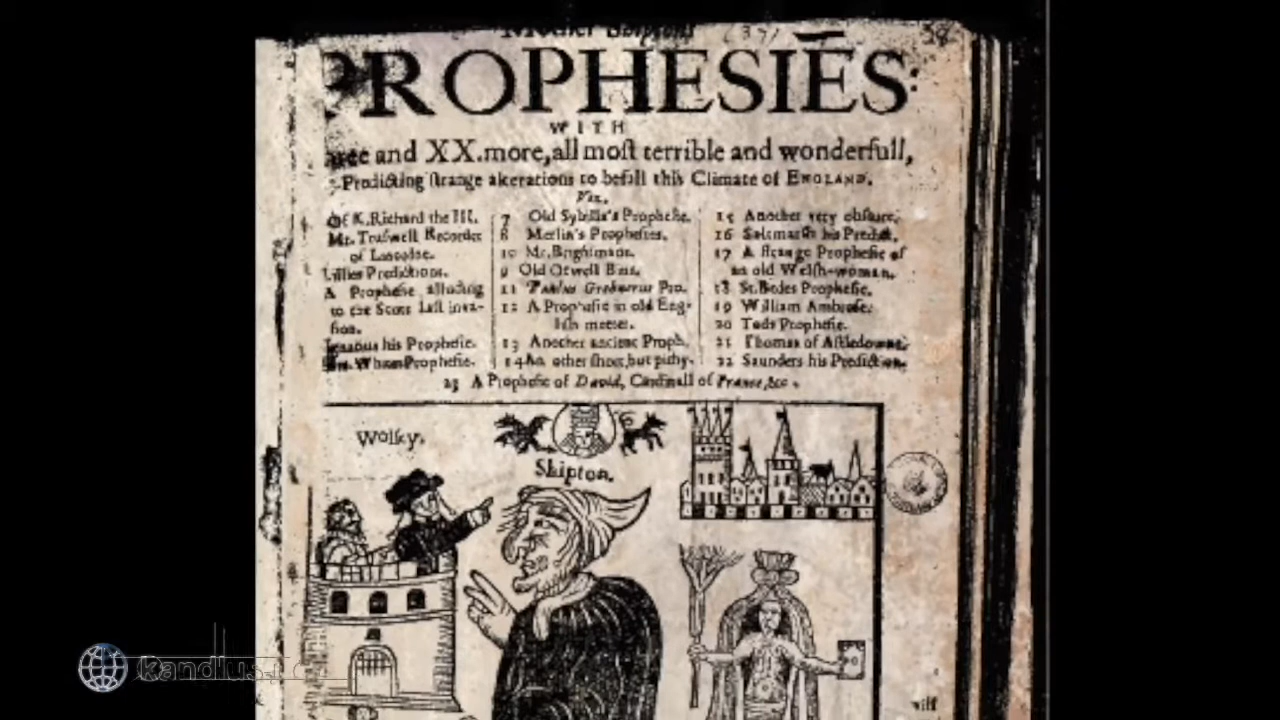 Mother Shiptons
PROPHESIES:
WITH
and XX. more, all most terrible and wonderfull,
Predicting strange alterations to befall this Climate of ENGLAND.
Viz.
Of K. Richard the III.
Mr. Truswell Recorder
of Lincolne.
Lillies Predictions.
A Prophesie alluding
to the Scots last inva-
sion.
Ignatius his Prophesie.
Prophesie.
7 Old Sybilla's Prophesie.
8 Merlin's Prophesies.
10 Mr. Brightman.
9 Old Otwell Bins.
11 Paulus Grebnerus Pro.
12 A Prophesie in old Eng-
lish meeter.
13 Another ancient Proph.
14 An other short, but pithy.
15 Another very obscure.
16 Saltmarsh his Predict.
17 A strange Prophesie of
an old Welsh-woman.
18 St. Bedes Prophesie.
19 William Ambrose.
20 Tods Prophesie.
21 Thomas of Astledowne.
22 Saunders his Prediction.
23 A Prophesie of David, Cardinall of France, &c.
Wolsey.
Shipton.